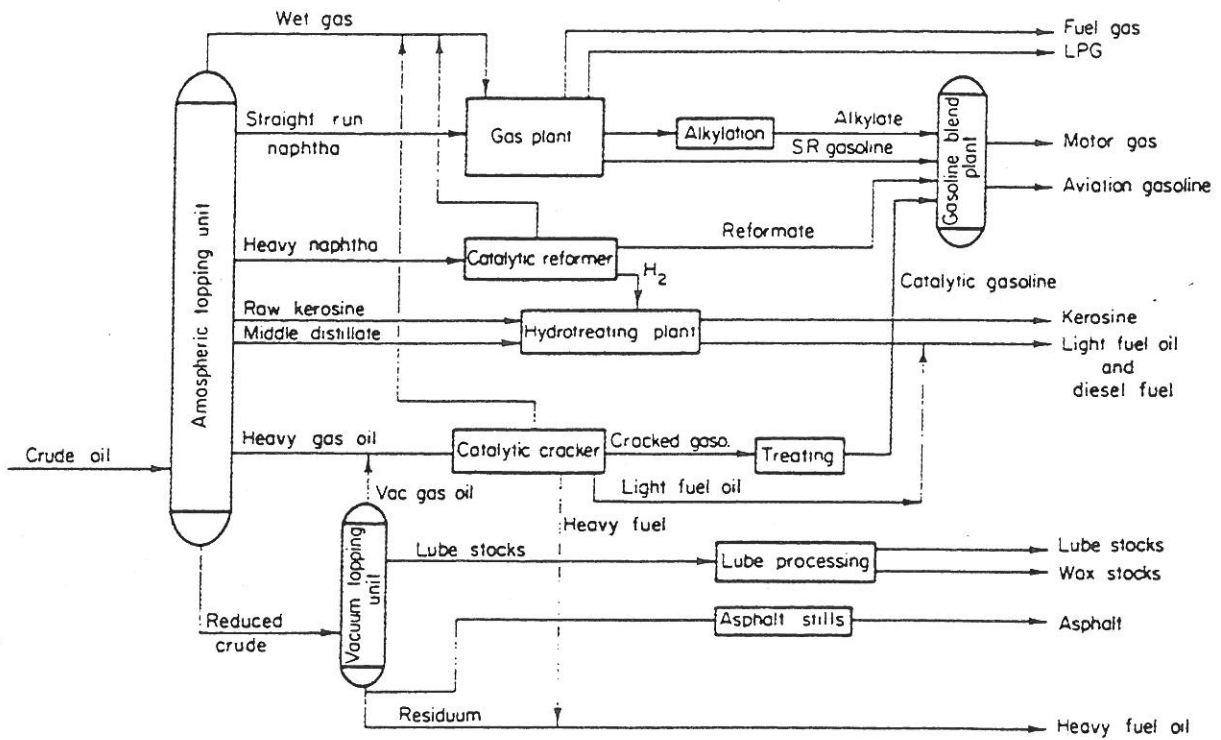 Wet gas
Fuel gas
LPG
Straight run
naphtha
Gas plant
Alkylation
Alkylate
SR gasoline
Gasoline blend
plant
Motor gas
Aviation gasoline
Amospheric topping unit
Heavy naphtha
Catalytic reformer
Reformate
H2
Catalytic gasoline
Raw kerosine
Middle distillate
Hydrotreating plant
Kerosine
Light fuel oil
and
diesel fuel
Crude oil
Heavy gas oil
Catalytic cracker
Cracked gaso.
Treating
Vac gas oil
Light fuel oil
Heavy fuel
Vacuum topping
unit
Lube stocks
Lube processing
Lube stocks
Wax stocks
Reduced
crude
Asphalt stills
Asphalt
Residuum
Heavy fuel oil